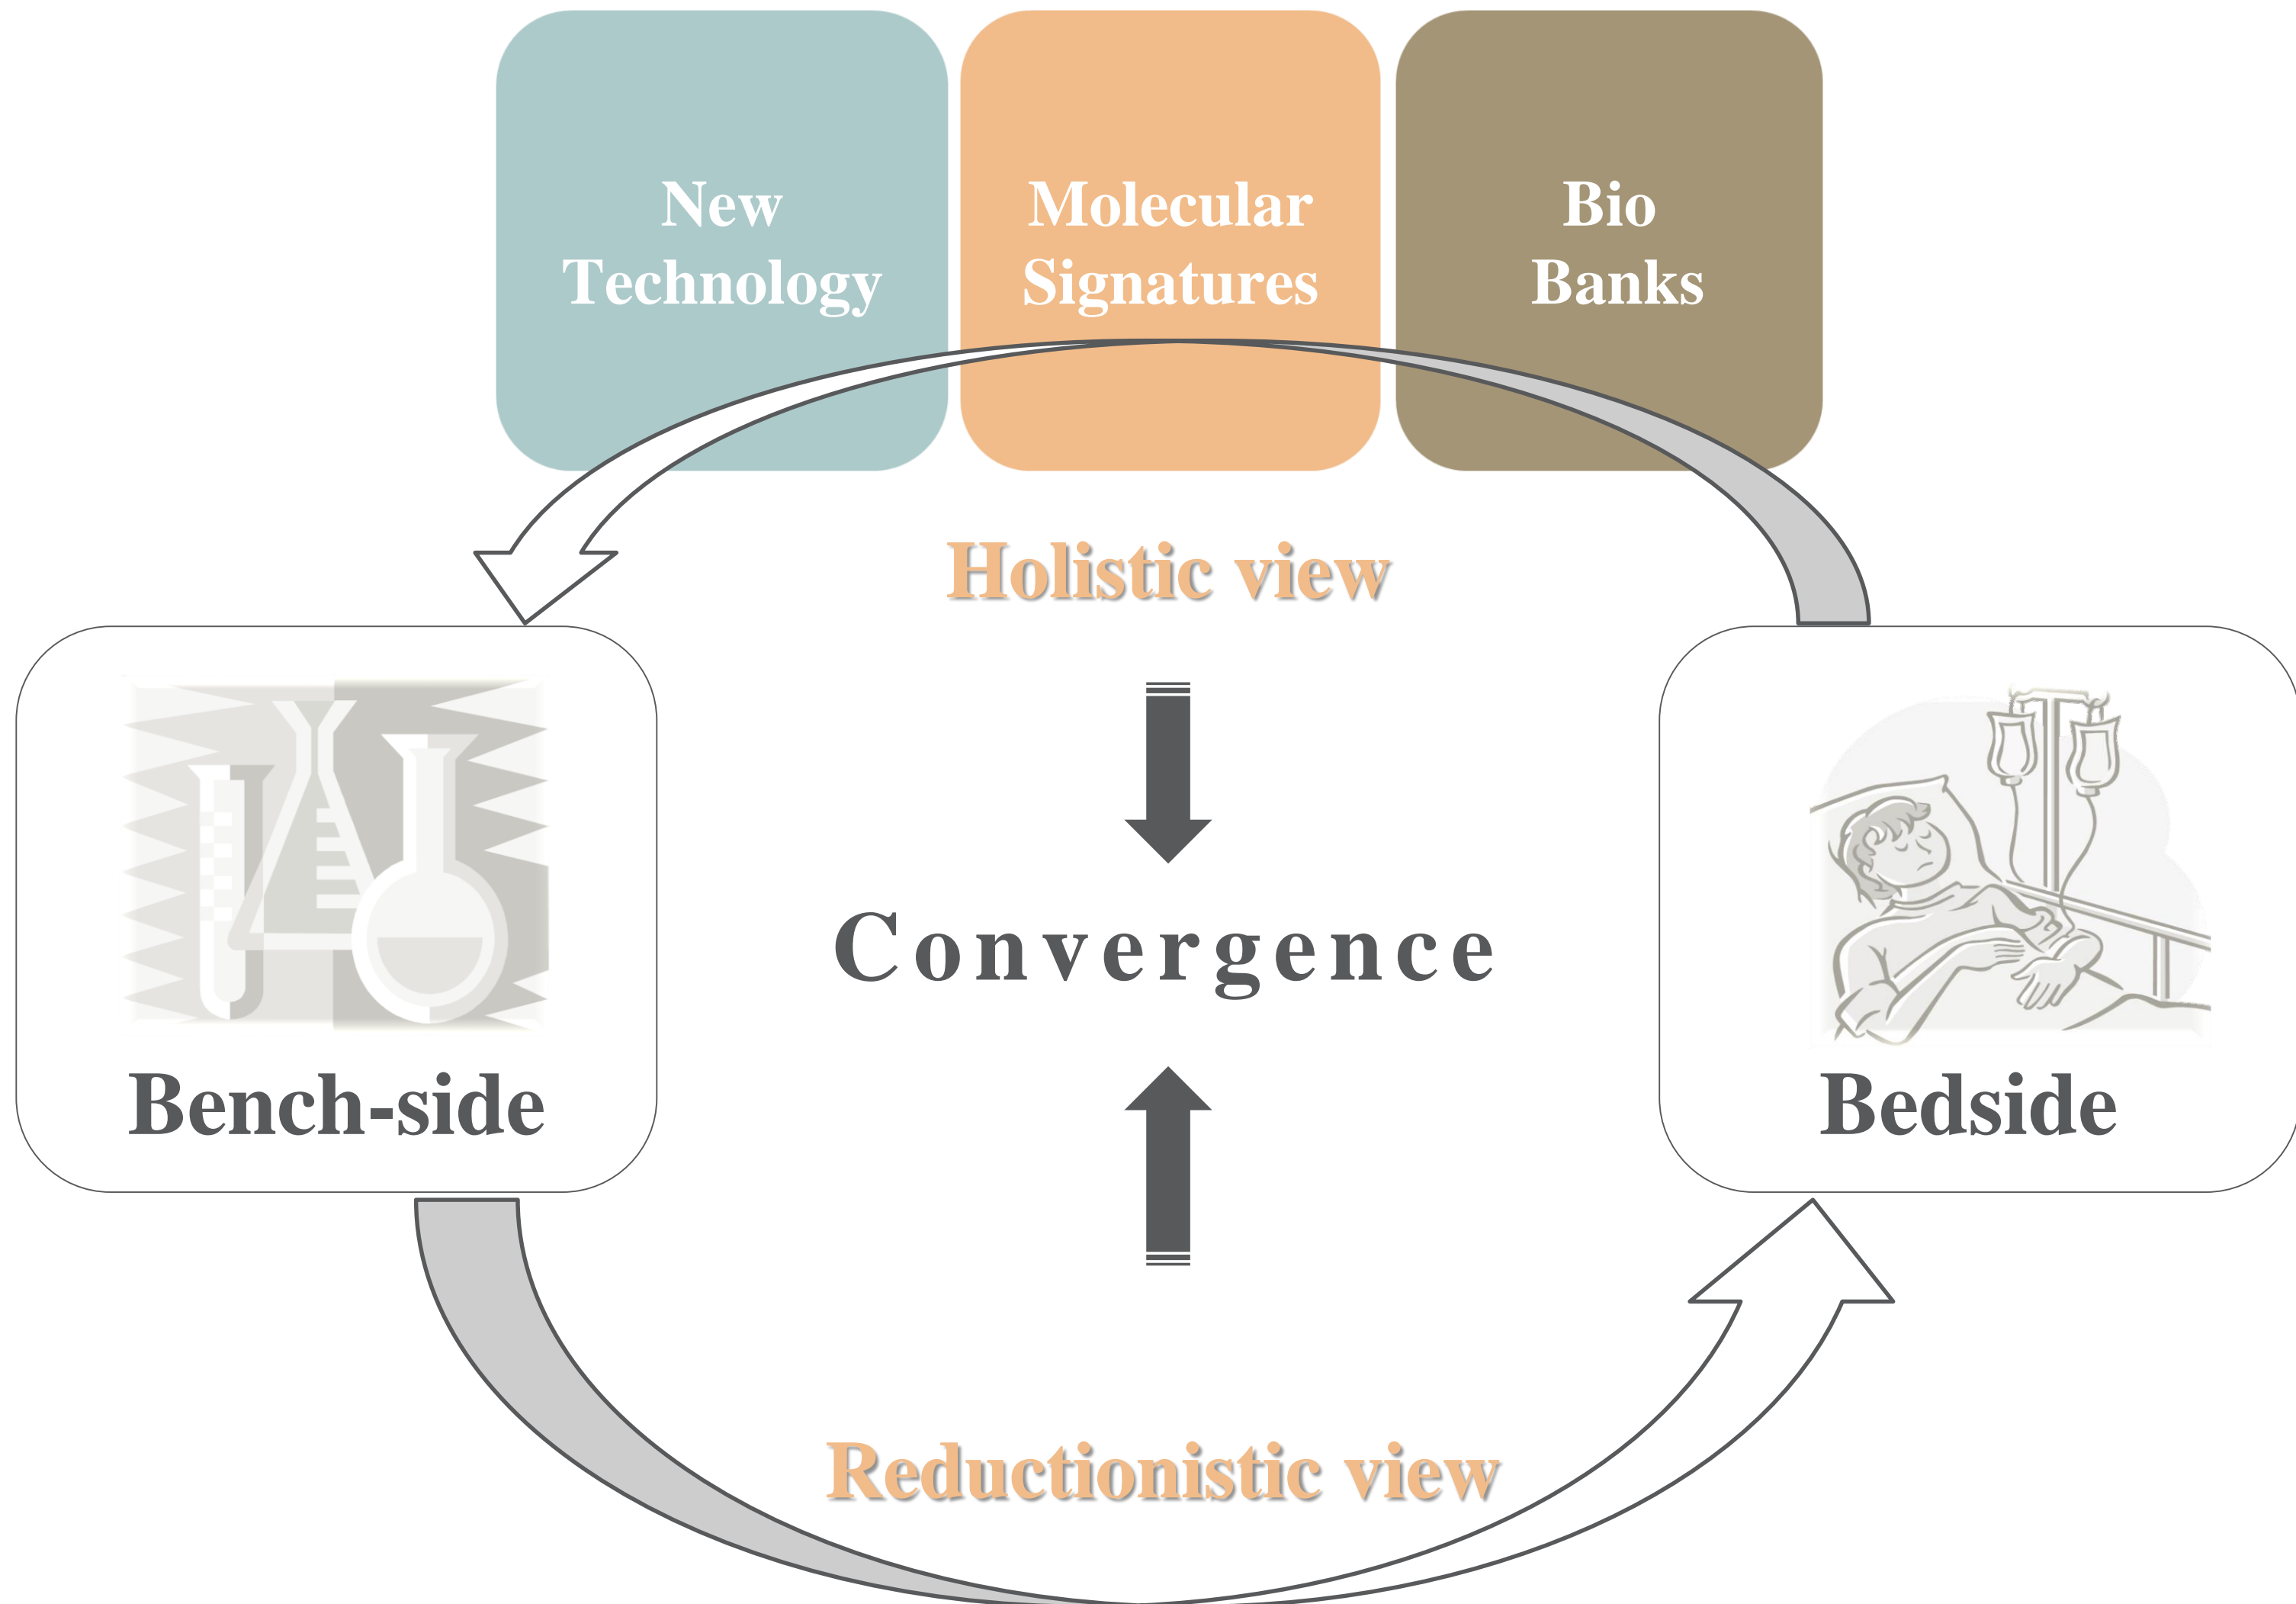 New
Technology
Molecular
Signatures
Bio
Banks
Holistic view
Convergence
Bench-side
Bedside
Reductionistic view